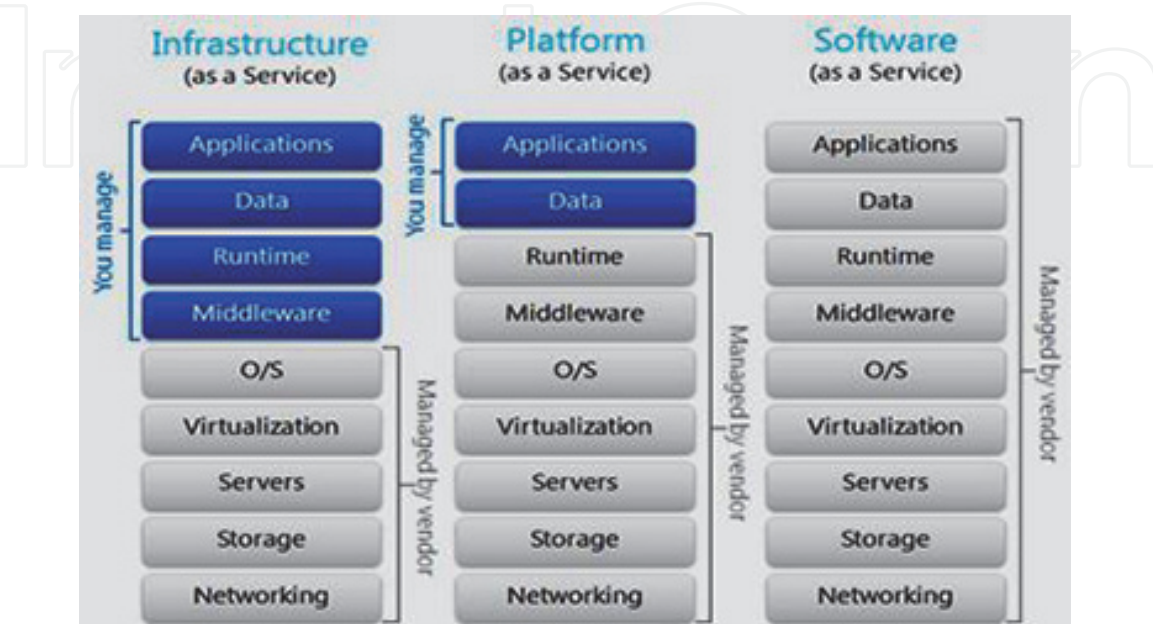 Infrastructure
(as a Service)
You manage
Applications
Data
Runtime
Middleware
O/S
Virtualization
Servers
Storage
Networking
Managed by vendor
Platform
(as a Service)
You manage
Applications
Data
Runtime
Middleware
O/S
Virtualization
Servers
Storage
Networking
Managed by vendor
Software
(as a Service)
Applications
Data
Runtime
Middleware
O/S
Virtualization
Servers
Storage
Networking
Managed by vendor